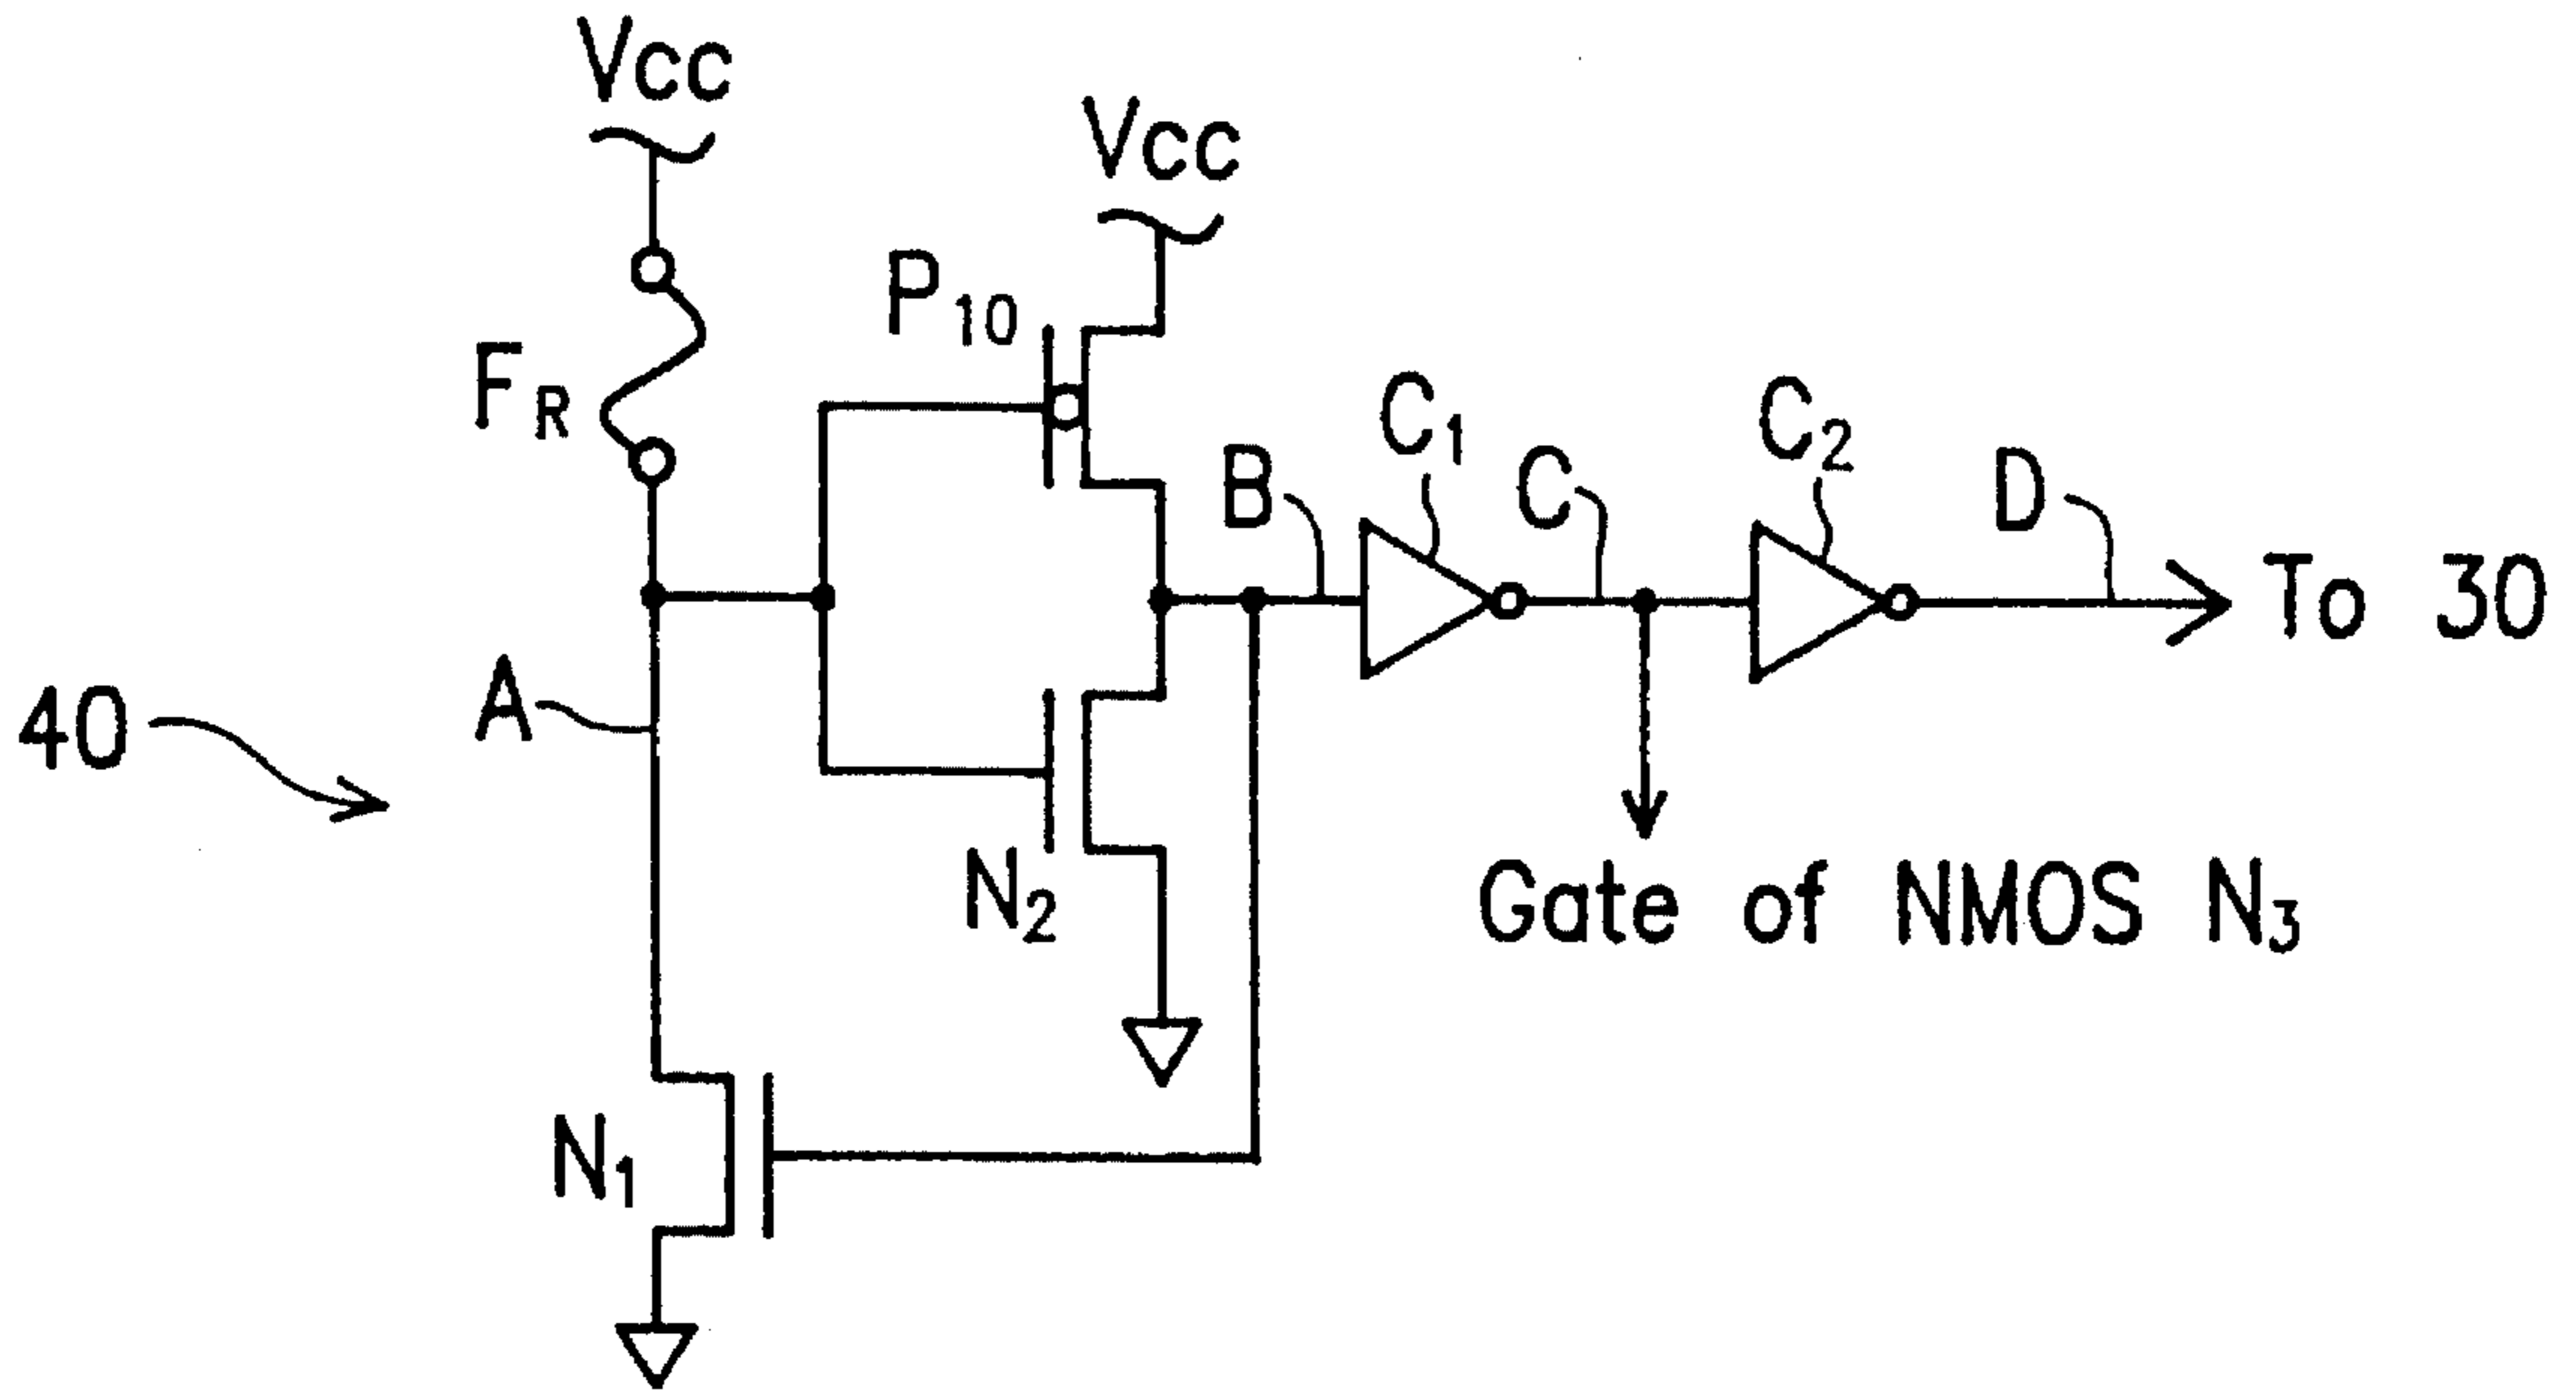 Vcc
Vcc
P10
FR
C1
C2
B
C
D
To 30
A
40
N2
Gate of NMOS N3
N1